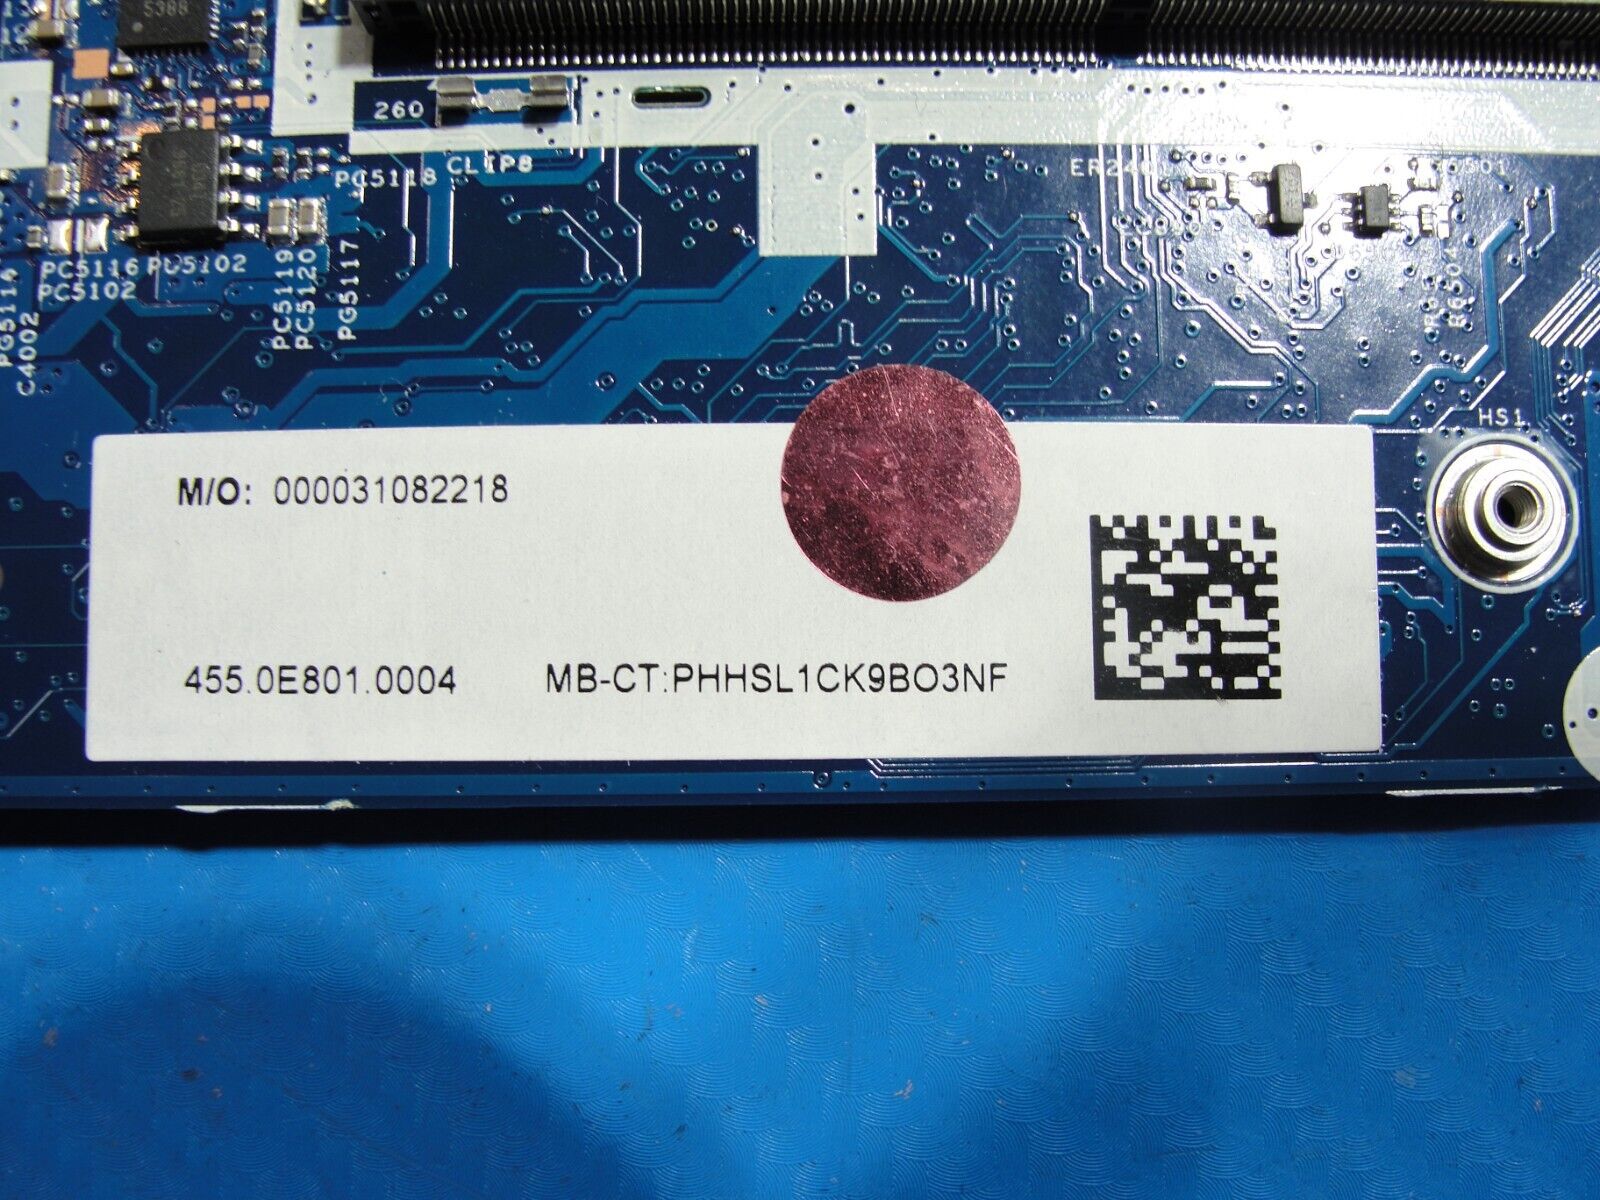 5388
260
CLIP8
PC5118
PC5116 PC5102
PC5102
PC5119
PC5120
PG5117
PG5114
C4002
HS1
M/O: 000031082218
455.0E801.0004 MB-CT:PHHSL1CK9BO3NF